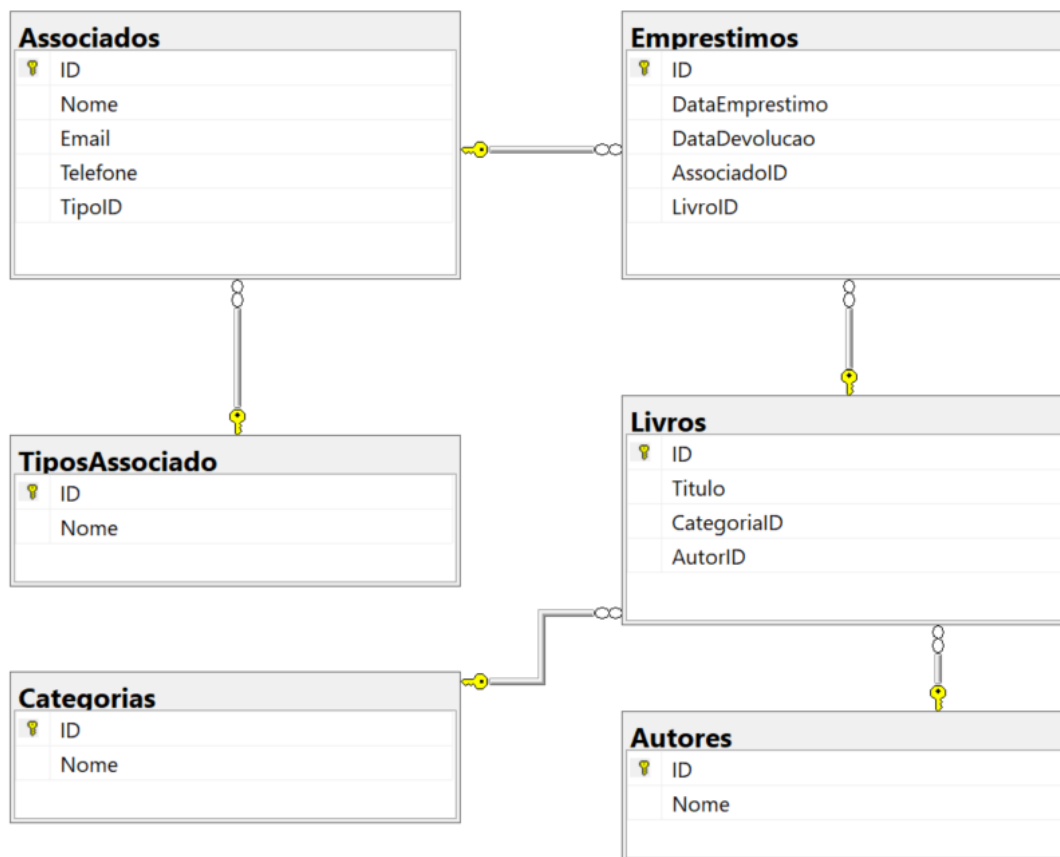 Associados
ID
Nome
Email
Telefone
TipoID
Emprestimos
ID
DataEmprestimo
DataDevolucao
AssociadoID
LivroID
TiposAssociado
ID
Nome
Livros
ID
Titulo
CategoriaID
AutorID
Categorias
ID
Nome
Autores
ID
Nome